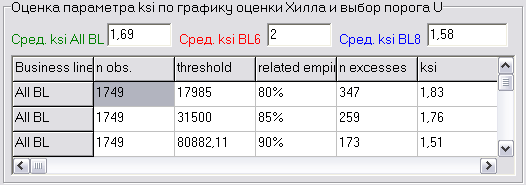 Оценка параметра ksi по графику оценки Хилла и выбор порога U
Сред. ksi All BL 1,69 Сред. ksi BL6 2 Сред. ksi BL8 1,58
Business line n obs. threshold related empir n excesses ksi
All BL 1749 17985 80% 347 1,83
All BL 1749 31500 85% 259 1,76
All BL 1749 80882,11 90% 173 1,51